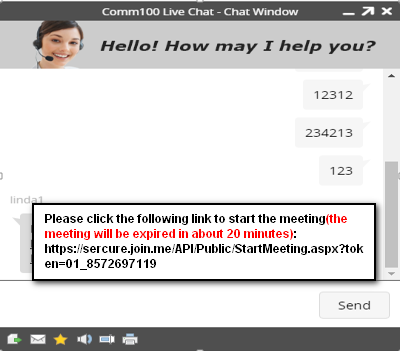 Comm100 Live Chat - Chat Window
Hello! How may I help you?
12312
234213
123
linda1
Please click the following link to start the meeting(the
meeting will be expired in about 20 minutes):
https://sercure.join.me/API/Public/StartMeeting.aspx?tok
en=01_8572697119
Send